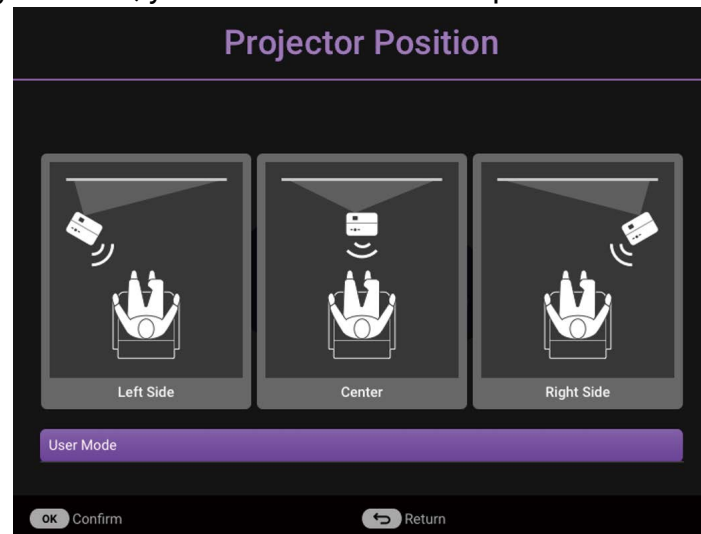 Projector Position
Left Side
Center
Right Side
User Mode
OK Confirm
Return